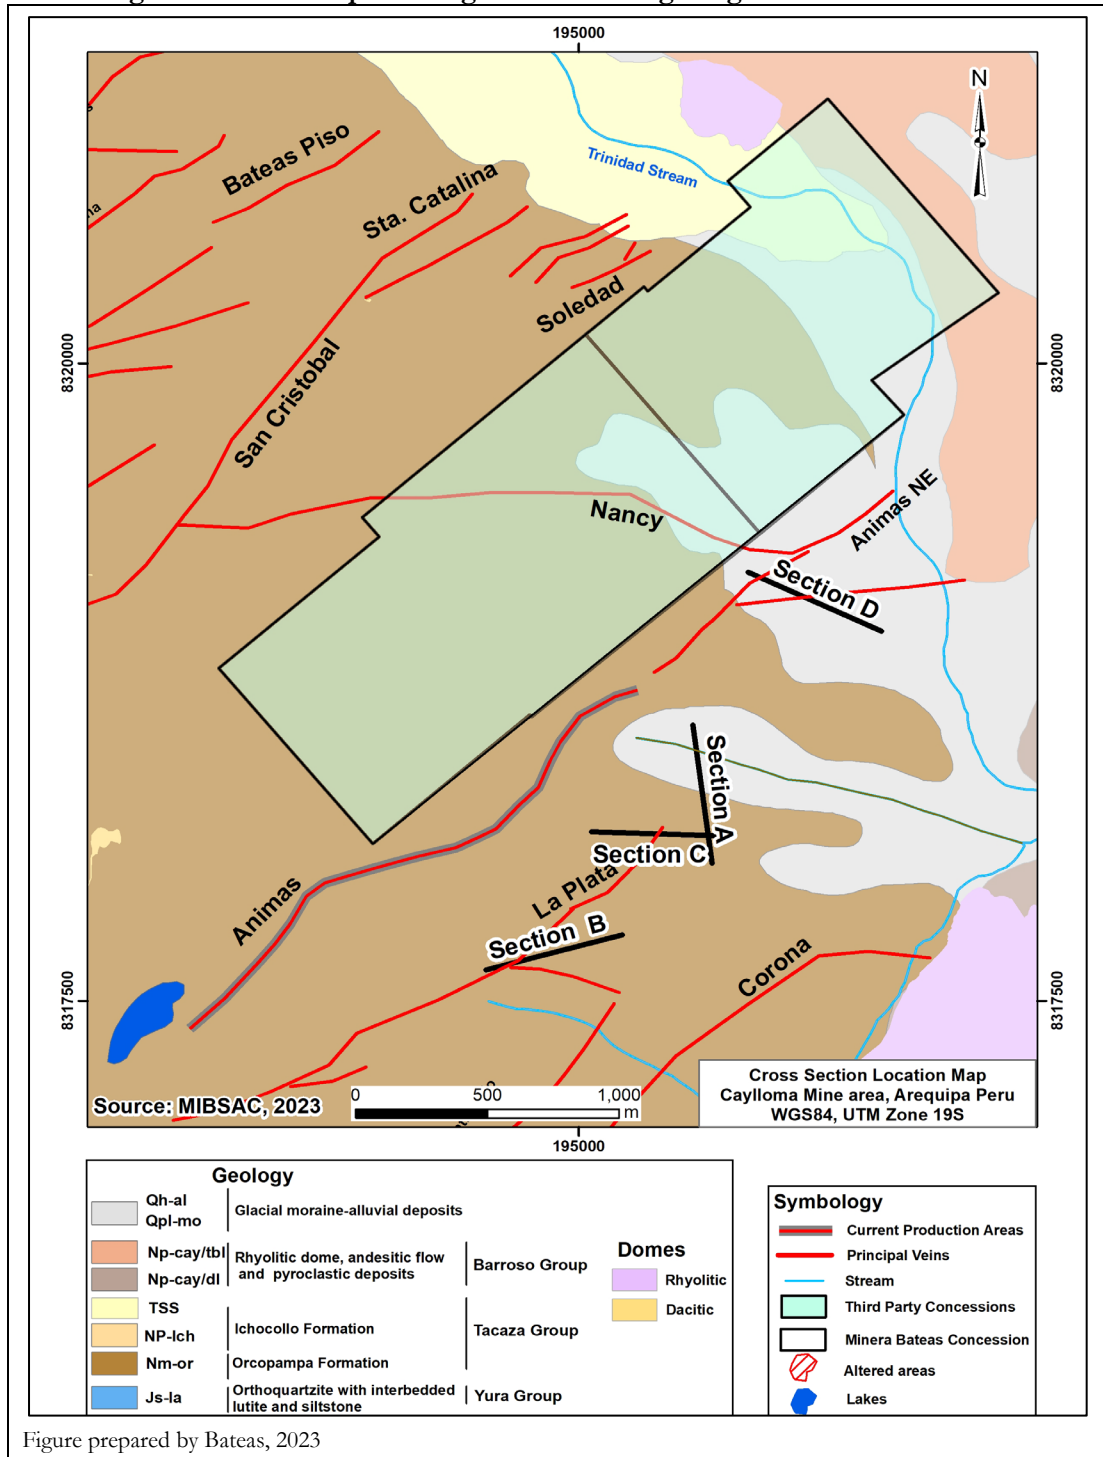 195000
N
Bateas Piso
Trinidad Stream
Sta. Catalina
na
Soledad
8320000
8320000
San Cristobal
Nancy
Animas NE
Section D
Section A
Section C
La Plata
Animas
Section B
Corona
8317500
8317500
Cross Section Location Map
Caylloma Mine area, Arequipa Peru
WGS84, UTM Zone 19S
Source: MIBSAC, 2023
0 500 1,000
m
195000
Geology
Qh-al
Qpl-mo
Glacial moraine-alluvial deposits
Np-cay/tbl
Np-cay/dl
Rhyolitic dome, andesitic flow
and pyroclastic deposits
Barroso Group
TSS
NP-Ich
Ichocollo Formation
Tacaza Group
Nm-or
Orcopampa Formation
Js-la
Orthoquartzite with interbedded
lutite and siltstone
Yura Group
Domes
Rhyolitic
Dacitic
Symbology
Current Production Areas
Principal Veins
Stream
Third Party Concessions
Minera Bateas Concession
Altered areas
Lakes
Figure prepared by Bateas, 2023